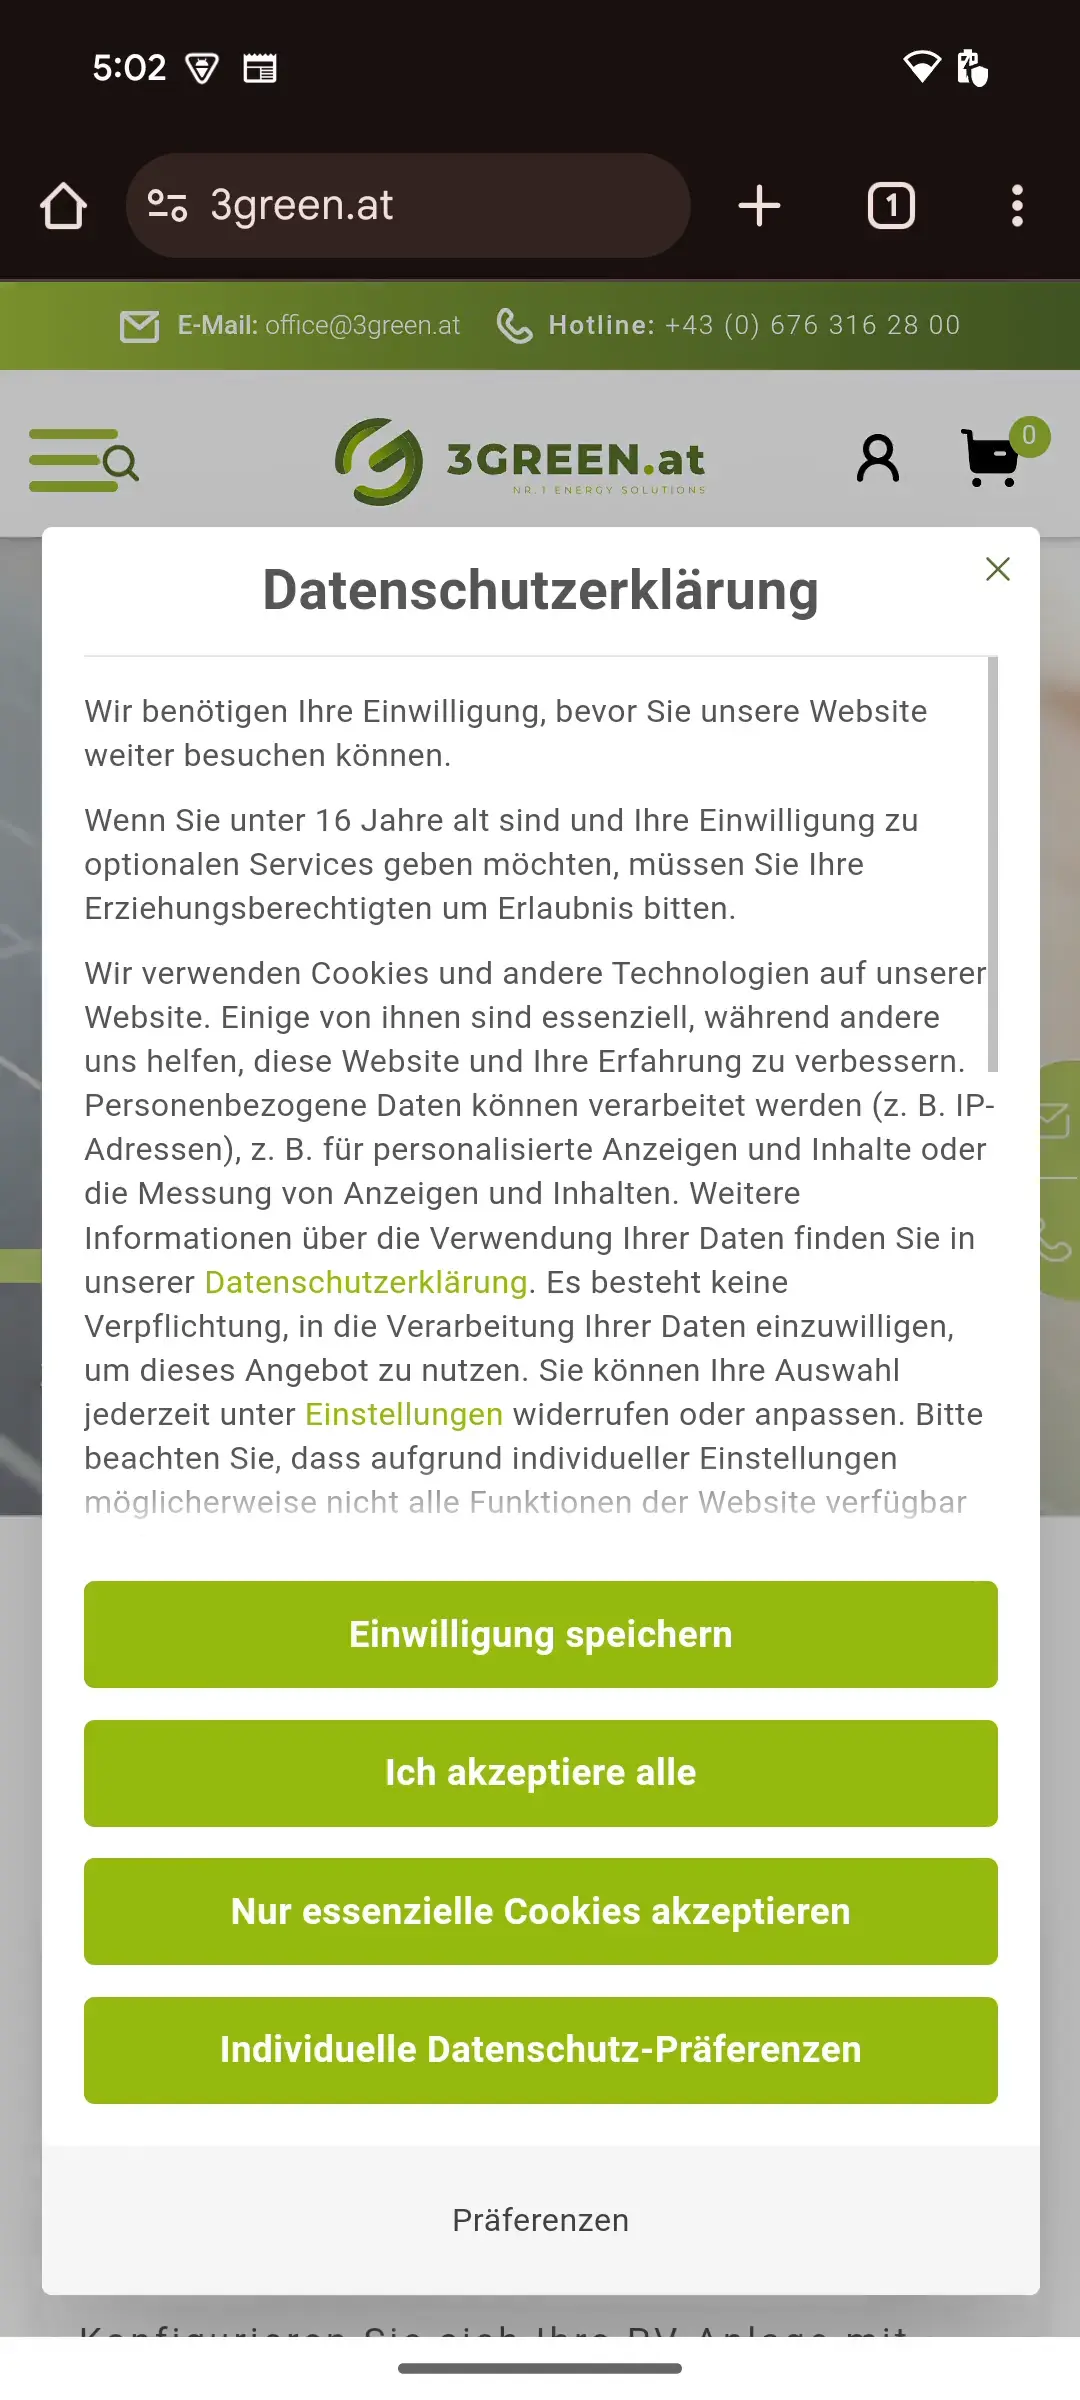 5:02
3green.at
1
E-Mail: office@3green.at Hotline: +43 (0) 676 316 28 00
3GREEN.at
NR.1 ENERGY SOLUTIONS
0
Datenschutzerklärung
Wir benötigen Ihre Einwilligung, bevor Sie unsere Website
weiter besuchen können.
Wenn Sie unter 16 Jahre alt sind und Ihre Einwilligung zu
optionalen Services geben möchten, müssen Sie Ihre
Erziehungsberechtigten um Erlaubnis bitten.
Wir verwenden Cookies und andere Technologien auf unserer
Website. Einige von ihnen sind essenziell, während andere
uns helfen, diese Website und Ihre Erfahrung zu verbessern.
Personenbezogene Daten können verarbeitet werden (z. B. IP-
Adressen), z. B. für personalisierte Anzeigen und Inhalte oder
die Messung von Anzeigen und Inhalten. Weitere
Informationen über die Verwendung Ihrer Daten finden Sie in
unserer Datenschutzerklärung. Es besteht keine
Verpflichtung, in die Verarbeitung Ihrer Daten einzuwilligen,
um dieses Angebot zu nutzen. Sie können Ihre Auswahl
jederzeit unter Einstellungen widerrufen oder anpassen. Bitte
beachten Sie, dass aufgrund individueller Einstellungen
möglicherweise nicht alle Funktionen der Website verfügbar
Einwilligung speichern
Ich akzeptiere alle
Nur essenzielle Cookies akzeptieren
Individuelle Datenschutz-Präferenzen
Präferenzen
Konfigurieren Sie sich Ihre PV Anlage mit